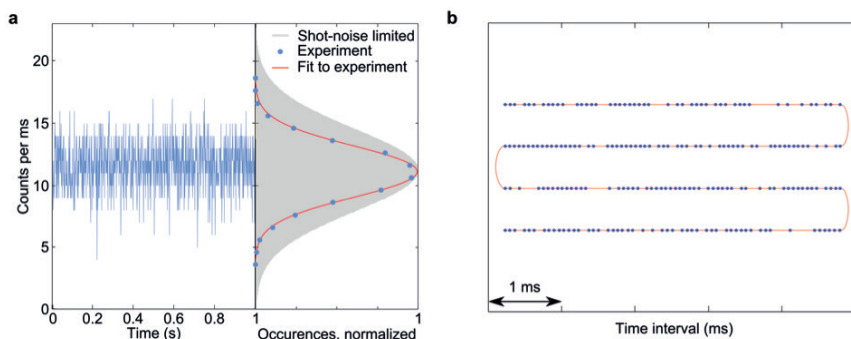 a
Counts per ms
20
15
10
5
0
Shot-noise limited
Experiment
Fit to experiment
0 0.2 0.4 0.6 0.8 1 1
Time (s)
Occurences, normalized
b
1 ms
Time interval (ms)